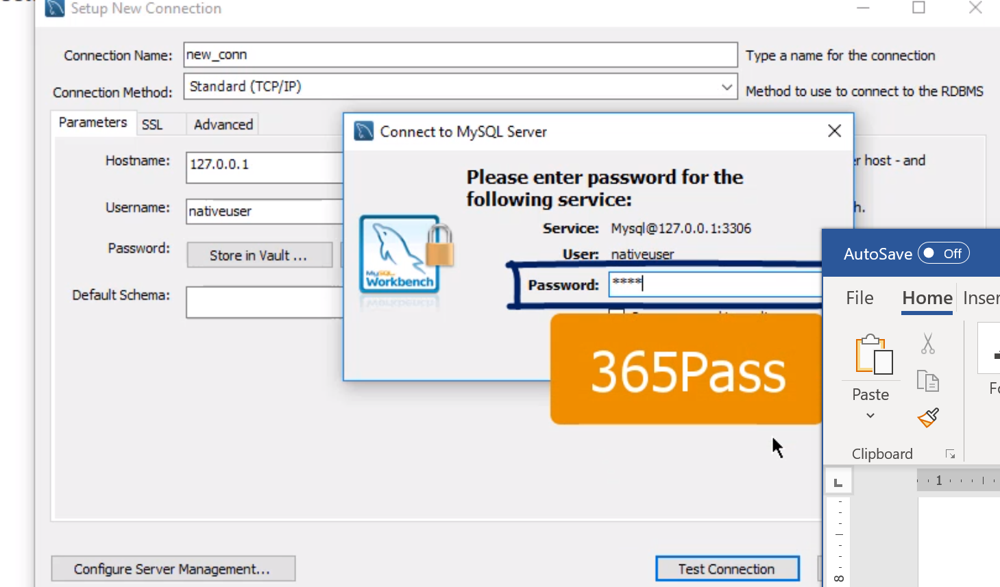 Setup New Connection
Connection Name: new_conn Type a name for the connection
Connection Method: Standard (TCP/IP) Method to use to connect to the RDBMS
Parameters SSL Advanced
Connect to MySQL Server
Hostname: 127.0.0.1
host - and
Please enter password for the
following service:
Username: nativeuser
Service: Mysql@127.0.0.1:3306
Password: Store in Vault ...
User: nativeuser
MySQL
Workbench
Password: ****
Default Schema:
365Pass
AutoSave Off
File Home Inser
Paste
Clipboard
1
8
Configure Server Management...
Test Connection